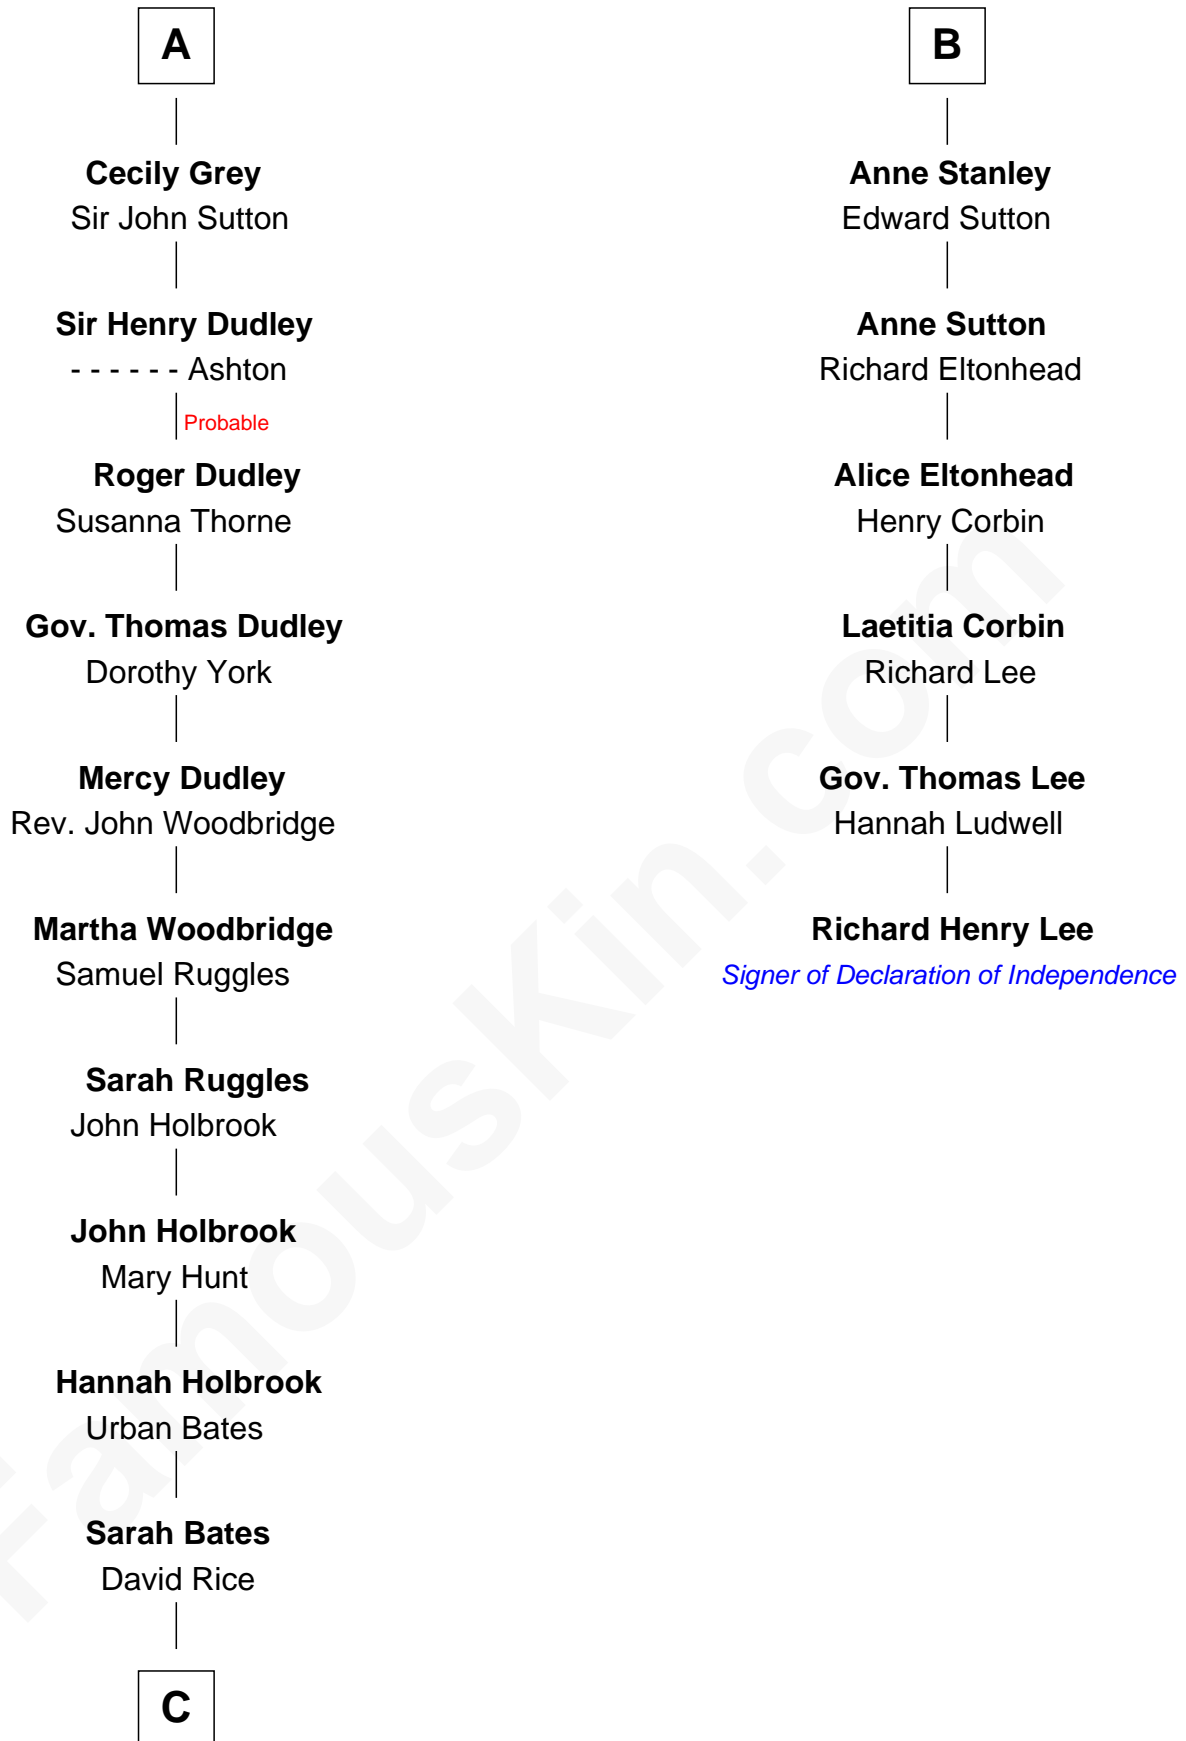 A
Cecily Grey
Sir John Sutton
Sir Henry Dudley
- - - - - - Ashton
Probable
Roger Dudley
Susanna Thorne
Gov. Thomas Dudley
Dorothy York
Mercy Dudley
Rev. John Woodbridge
Martha Woodbridge
Samuel Ruggles
Sarah Ruggles
John Holbrook
John Holbrook
Mary Hunt
Hannah Holbrook
Urban Bates
Sarah Bates
David Rice
C
B
Anne Stanley
Edward Sutton
Anne Sutton
Richard Eltonhead
Alice Eltonhead
Henry Corbin
Laetitia Corbin
Richard Lee
Gov. Thomas Lee
Hannah Ludwell
Richard Henry Lee
Signer of Declaration of Independence
FamousKin.com